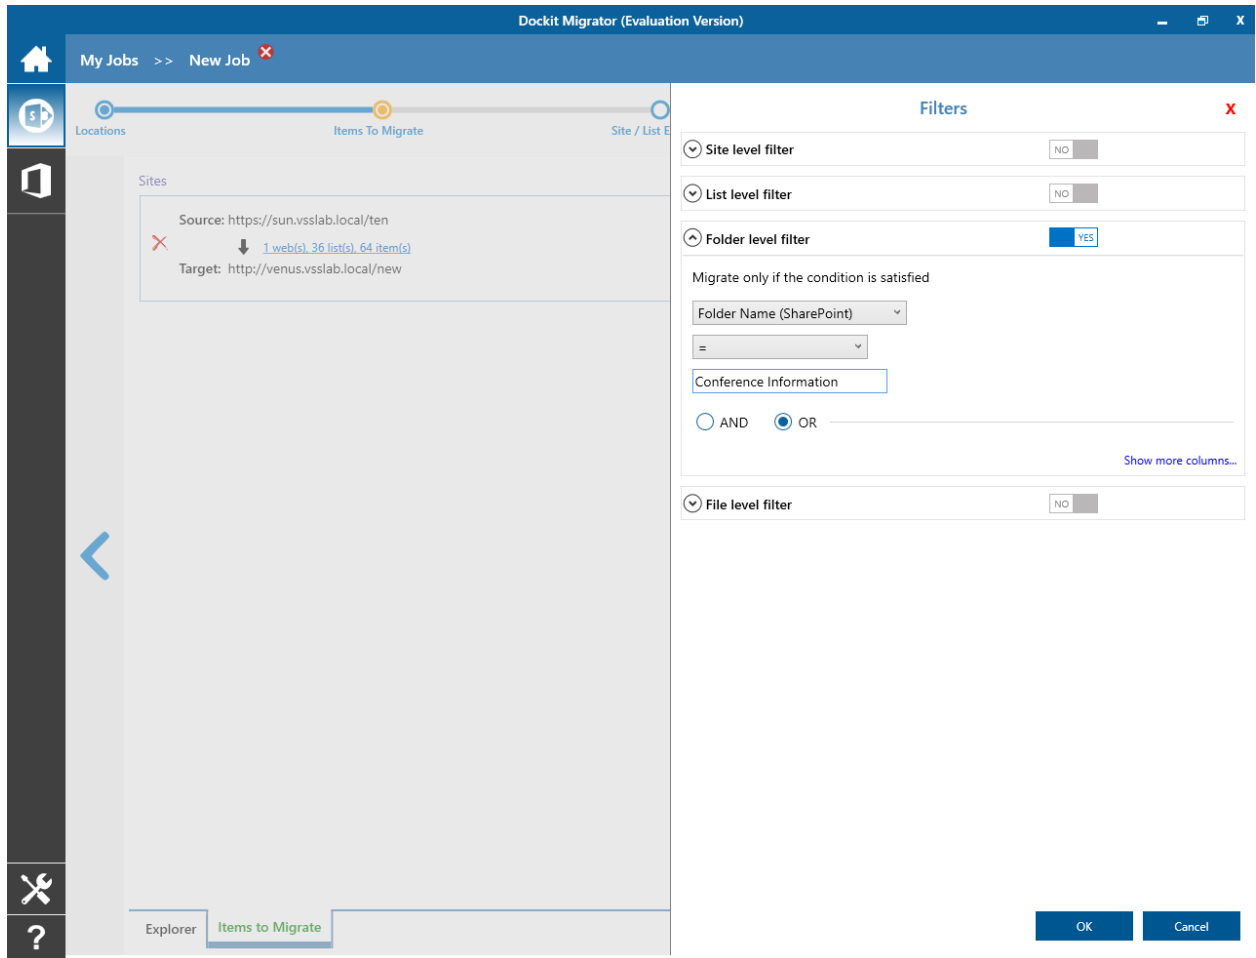 Dockit Migrator (Evaluation Version)
My Jobs >> New Job
Locations
Items To Migrate
Site / List E
Sites
Source: https://sun.vsslab.local/ten
1 web(s), 36 list(s), 64 item(s)
Target: http://venus.vsslab.local/new
Explorer
Items to Migrate
Filters
X
Site level filter
NO
List level filter
NO
Folder level filter
YES
Migrate only if the condition is satisfied
Folder Name (SharePoint)
=
Conference Information
AND
OR
Show more columns...
File level filter
NO
OK
Cancel